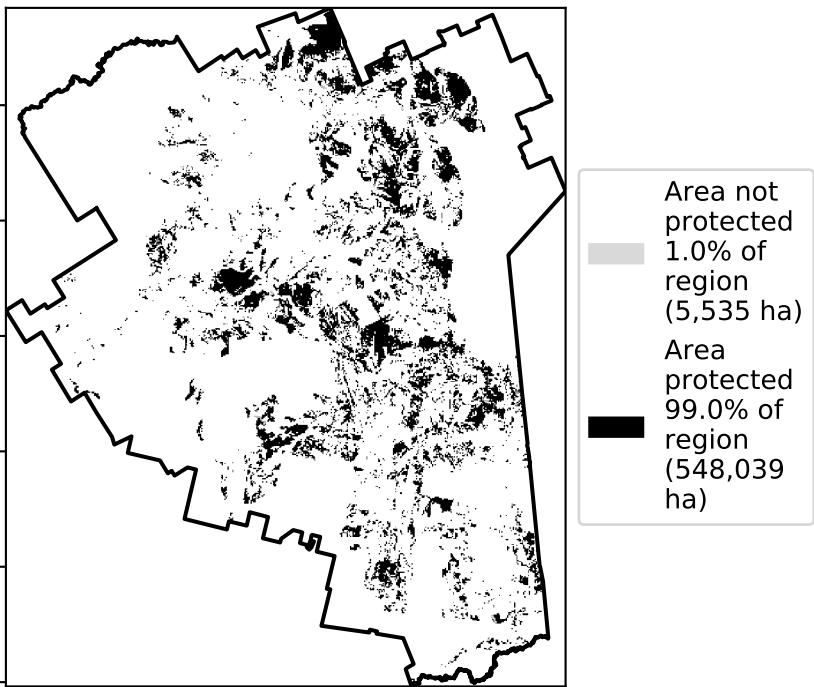 Area not
protected
1.0% of
region
(5,535 ha)
Area
protected
99.0% of
region
(548,039
ha)